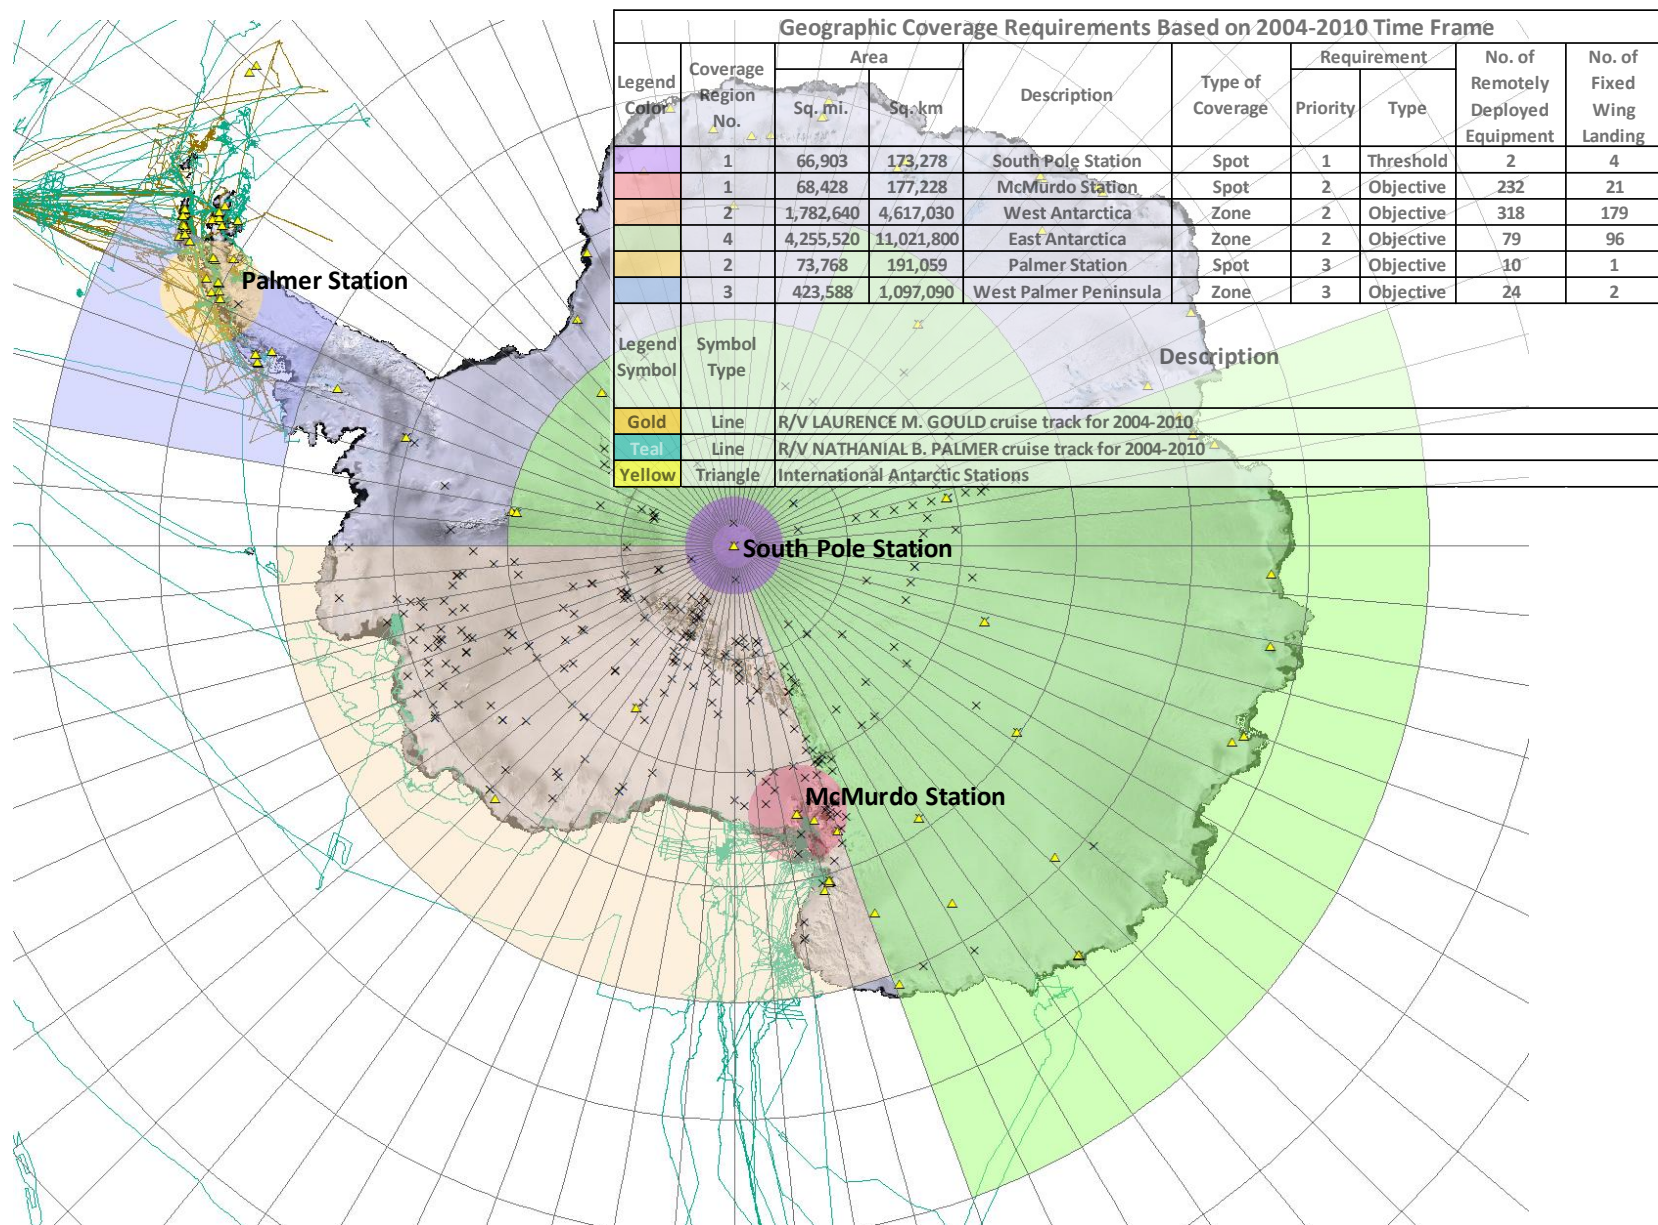 Geographic Coverage Requirements Based on 2004-2010 Time Frame
Legend Color Coverage Region No. Area Sq. mi. Sq. km Description Type of Coverage Requirement Priority Type No. of Remotely Deployed Equipment No. of Fixed Wing Landing
1 66,903 173,278 South Pole Station Spot 1 Threshold 2 4
1 68,428 177,228 McMurdo Station Spot 2 Objective 232 21
2 1,782,640 4,617,030 West Antarctica Zone 2 Objective 318 179
4 4,255,520 11,021,800 East Antarctica Zone 2 Objective 79 96
2 73,768 191,059 Palmer Station Spot 3 Objective 10 1
3 423,588 1,097,090 West Palmer Peninsula Zone 3 Objective 24 2
Legend Symbol Symbol Type Description
Gold Line R/V LAURENCE M. GOULD cruise track for 2004-2010
Teal Line R/V NATHANIAL B. PALMER cruise track for 2004-2010
Yellow Triangle International Antarctic Stations
Palmer Station
South Pole Station
McMurdo Station